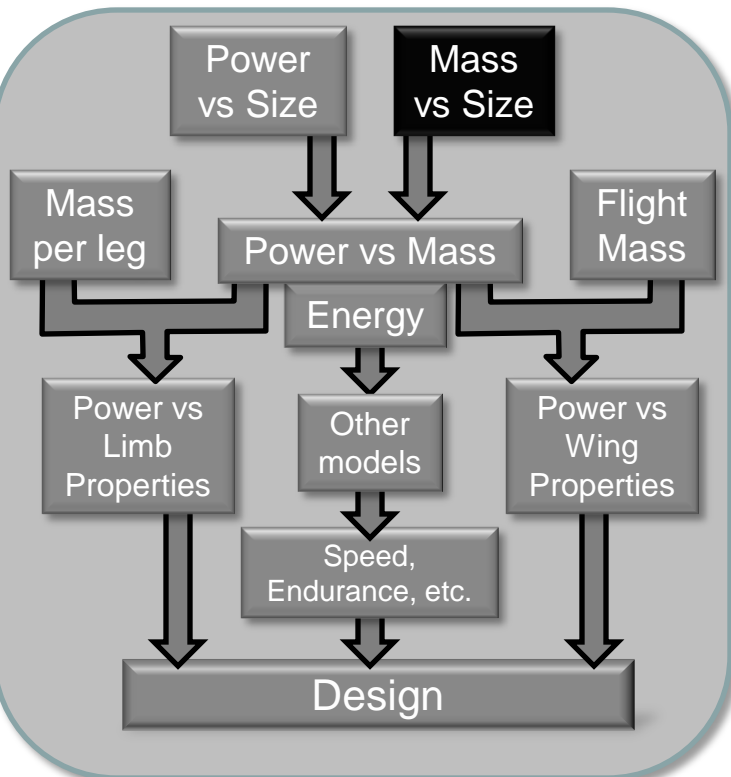 Power
vs Size
Mass
vs Size
Mass
per leg
Power vs Mass
Flight
Mass
Energy
Power vs
Limb
Properties
Other
models
Power vs
Wing
Properties
Speed,
Endurance, etc.
Design